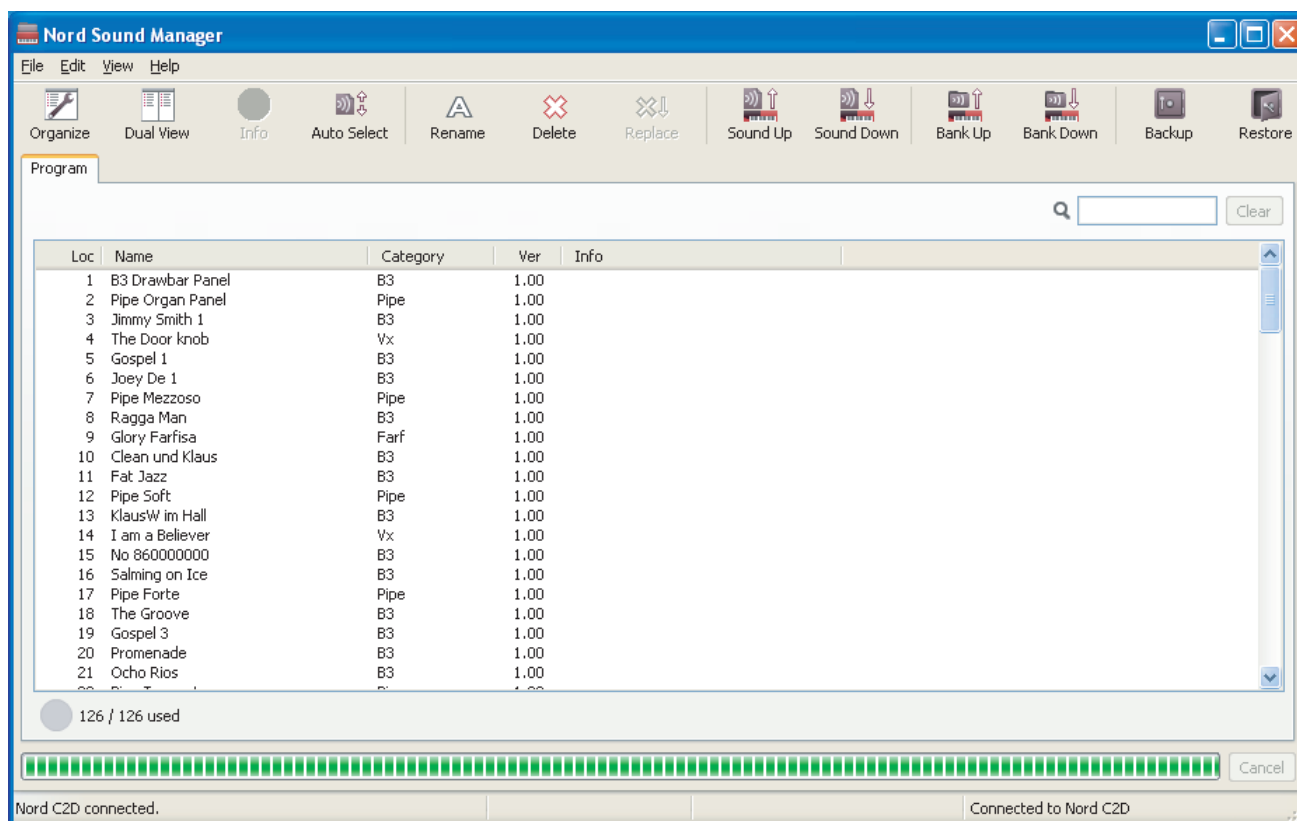 Nord Sound Manager
File Edit View Help
Organize Dual View Info Auto Select Rename Delete Replace Sound Up Sound Down Bank Up Bank Down Backup Restore
Program
Clear
Loc Name Category Ver Info
1 B3 Drawbar Panel B3 1.00
2 Pipe Organ Panel Pipe 1.00
3 Jimmy Smith 1 B3 1.00
4 The Door knob Vx 1.00
5 Gospel 1 B3 1.00
6 Joey De 1 B3 1.00
7 Pipe Mezzoso Pipe 1.00
8 Ragga Man B3 1.00
9 Glory Farfisa Farf 1.00
10 Clean und Klaus B3 1.00
11 Fat Jazz B3 1.00
12 Pipe Soft Pipe 1.00
13 KlausW im Hall B3 1.00
14 I am a Believer Vx 1.00
15 No 860000000 B3 1.00
16 Salming on Ice B3 1.00
17 Pipe Forte Pipe 1.00
18 The Groove B3 1.00
19 Gospel 3 B3 1.00
20 Promenade B3 1.00
21 Ocho Rios B3 1.00
126 / 126 used
Cancel
Nord C2D connected. Connected to Nord C2D